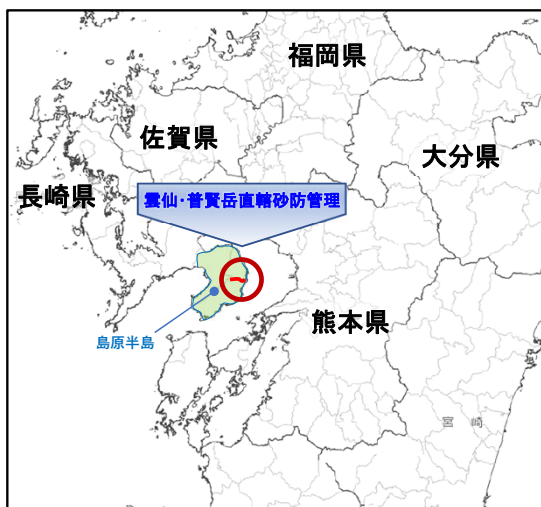 福岡県
佐賀県
大分県
長崎県
雲仙・普賢岳直轄砂防管理
島原半島
熊本県
宮崎